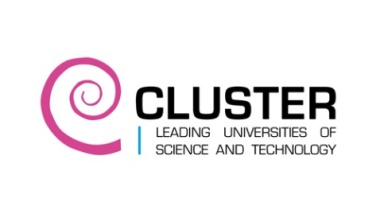 CLUSTER
LEADING UNIVERSITIES OF
SCIENCE AND TECHNOLOGY